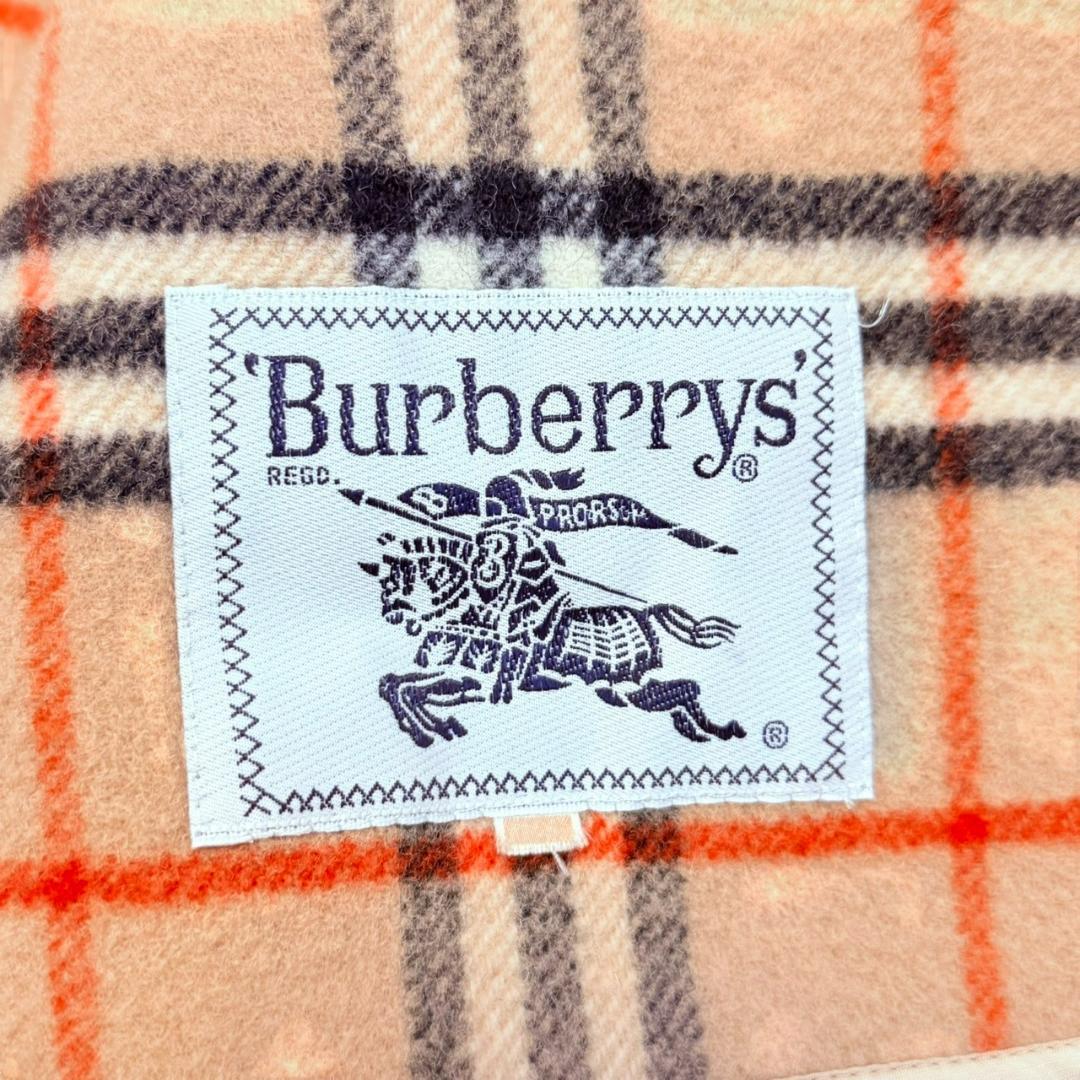 'Burberrys'
REGD. ®
PRORSUM
B
®